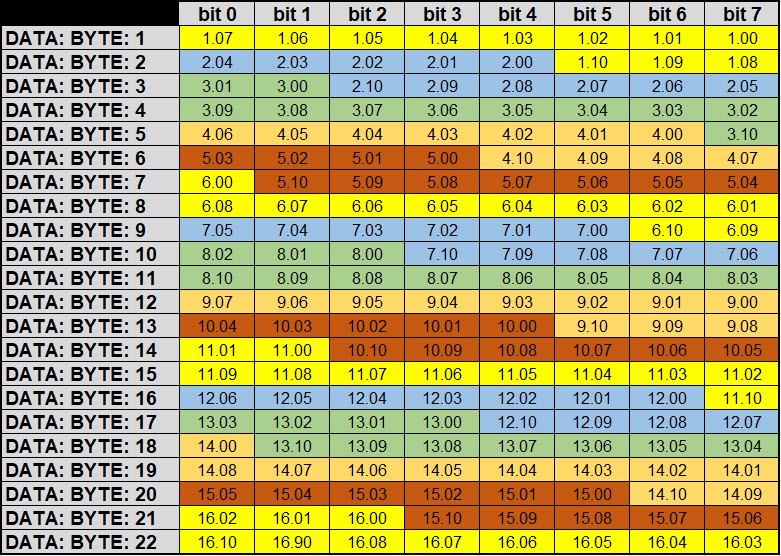 bit 0 bit 1 bit 2 bit 3 bit 4 bit 5 bit 6 bit 7
DATA: BYTE: 1 1.07 1.06 1.05 1.04 1.03 1.02 1.01 1.00
DATA: BYTE: 2 2.04 2.03 2.02 2.01 2.00 1.10 1.09 1.08
DATA: BYTE: 3 3.01 3.00 2.10 2.09 2.08 2.07 2.06 2.05
DATA: BYTE: 4 3.09 3.08 3.07 3.06 3.05 3.04 3.03 3.02
DATA: BYTE: 5 4.06 4.05 4.04 4.03 4.02 4.01 4.00 3.10
DATA: BYTE: 6 5.03 5.02 5.01 5.00 4.10 4.09 4.08 4.07
DATA: BYTE: 7 6.00 5.10 5.09 5.08 5.07 5.06 5.05 5.04
DATA: BYTE: 8 6.08 6.07 6.06 6.05 6.04 6.03 6.02 6.01
DATA: BYTE: 9 7.05 7.04 7.03 7.02 7.01 7.00 6.10 6.09
DATA: BYTE: 10 8.02 8.01 8.00 7.10 7.09 7.08 7.07 7.06
DATA: BYTE: 11 8.10 8.09 8.08 8.07 8.06 8.05 8.04 8.03
DATA: BYTE: 12 9.07 9.06 9.05 9.04 9.03 9.02 9.01 9.00
DATA: BYTE: 13 10.04 10.03 10.02 10.01 10.00 9.10 9.09 9.08
DATA: BYTE: 14 11.01 11.00 10.10 10.09 10.08 10.07 10.06 10.05
DATA: BYTE: 15 11.09 11.08 11.07 11.06 11.05 11.04 11.03 11.02
DATA: BYTE: 16 12.06 12.05 12.04 12.03 12.02 12.01 12.00 11.10
DATA: BYTE: 17 13.03 13.02 13.01 13.00 12.10 12.09 12.08 12.07
DATA: BYTE: 18 14.00 13.10 13.09 13.08 13.07 13.06 13.05 13.04
DATA: BYTE: 19 14.08 14.07 14.06 14.05 14.04 14.03 14.02 14.01
DATA: BYTE: 20 15.05 15.04 15.03 15.02 15.01 15.00 14.10 14.09
DATA: BYTE: 21 16.02 16.01 16.00 15.10 15.09 15.08 15.07 15.06
DATA: BYTE: 22 16.10 16.90 16.08 16.07 16.06 16.05 16.04 16.03